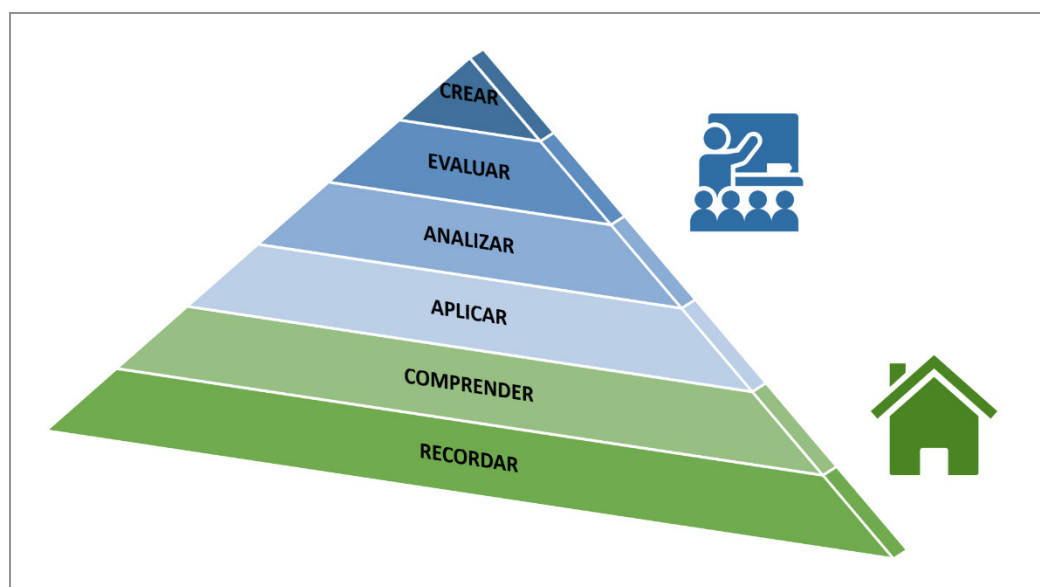 CREAR
EVALUAR
ANALIZAR
APLICAR
COMPRENDER
RECORDAR